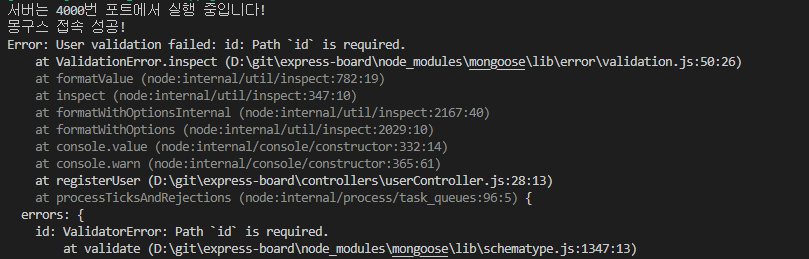 서버는 4000번 포트에서 실행 중입니다!
몽구스 접속 성공!
Error: User validation failed: id: Path `id` is required.
    at ValidationError.inspect (D:\git\express-board\node_modules\mongoose\lib\error\validation.js:50:26)
    at formatValue (node:internal/util/inspect:782:19)
    at inspect (node:internal/util/inspect:347:10)
    at formatWithOptionsInternal (node:internal/util/inspect:2167:40)
    at formatWithOptions (node:internal/util/inspect:2029:10)
    at console.value (node:internal/console/constructor:332:14)
    at console.warn (node:internal/console/constructor:365:61)
    at registerUser (D:\git\express-board\controllers\userController.js:28:13)
    at processTicksAndRejections (node:internal/process/task_queues:96:5) {
  errors: {
    id: ValidatorError: Path `id` is required.
        at validate (D:\git\express-board\node_modules\mongoose\lib\schematype.js:1347:13)